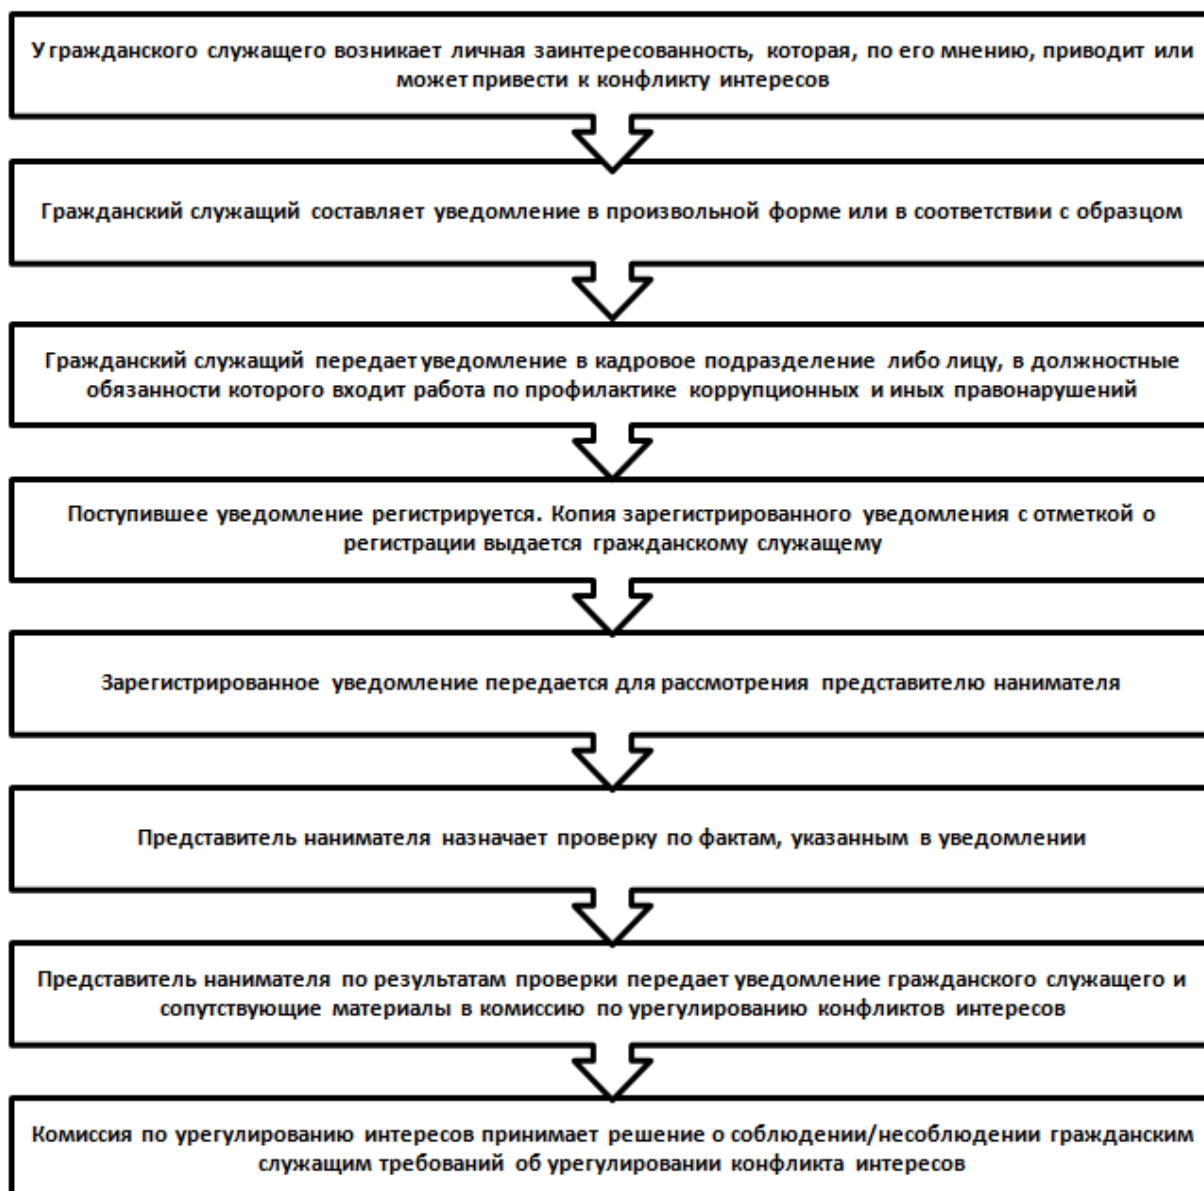 У гражданского служащего возникает личная заинтересованность, которая, по его мнению, приводит или
может привести к конфликту интересов
Гражданский служащий составляет уведомление в произвольной форме или в соответствии с образцом
Гражданский служащий передает уведомление в кадровое подразделение либо лицу, в должностные
обязанности которого входит работа по профилактике коррупционных и иных правонарушений
Поступившее уведомление регистрируется. Копия зарегистрированного уведомления с отметкой о
регистрации выдается гражданскому служащему
Зарегистрированное уведомление передается для рассмотрения представителю нанимателя
Представитель нанимателя назначает проверку по фактам, указанным в уведомлении
Представитель нанимателя по результатам проверки передает уведомление гражданского служащего и
сопутствующие материалы в комиссию по урегулированию конфликтов интересов
Комиссия по урегулированию интересов принимает решение о соблюдении/несоблюдении гражданским
служащим требований об урегулировании конфликта интересов